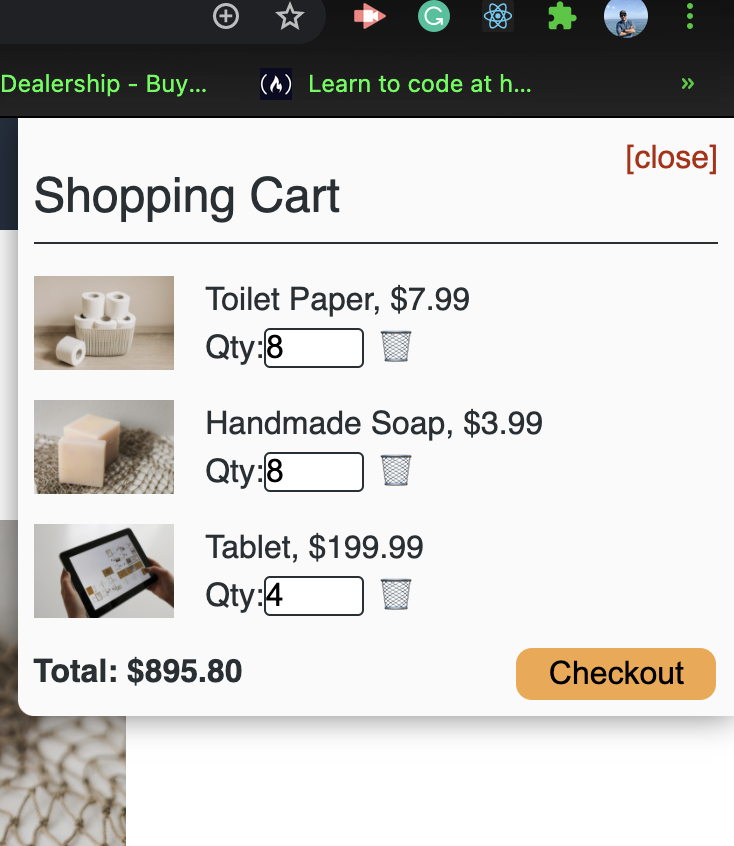 Dealership - Buy...
Learn to code at h...
»
[close]
Shopping Cart
Toilet Paper, $7.99
Qty:8
Handmade Soap, $3.99
Qty:8
Tablet, $199.99
Qty:4
Total: $895.80
Checkout